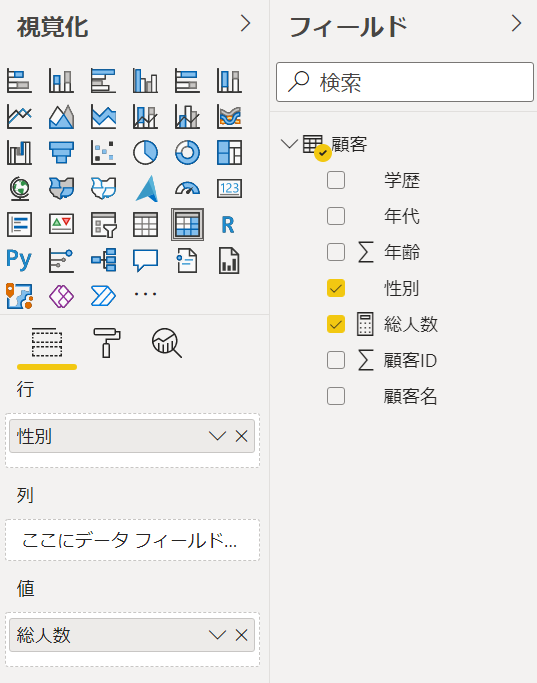 視覚化
123
R
Py
行
性別
列
ここにデータ フィールド...
値
総人数
フィールド
検索
顧客
学歴
年代
年齢
性別
総人数
顧客ID
顧客名